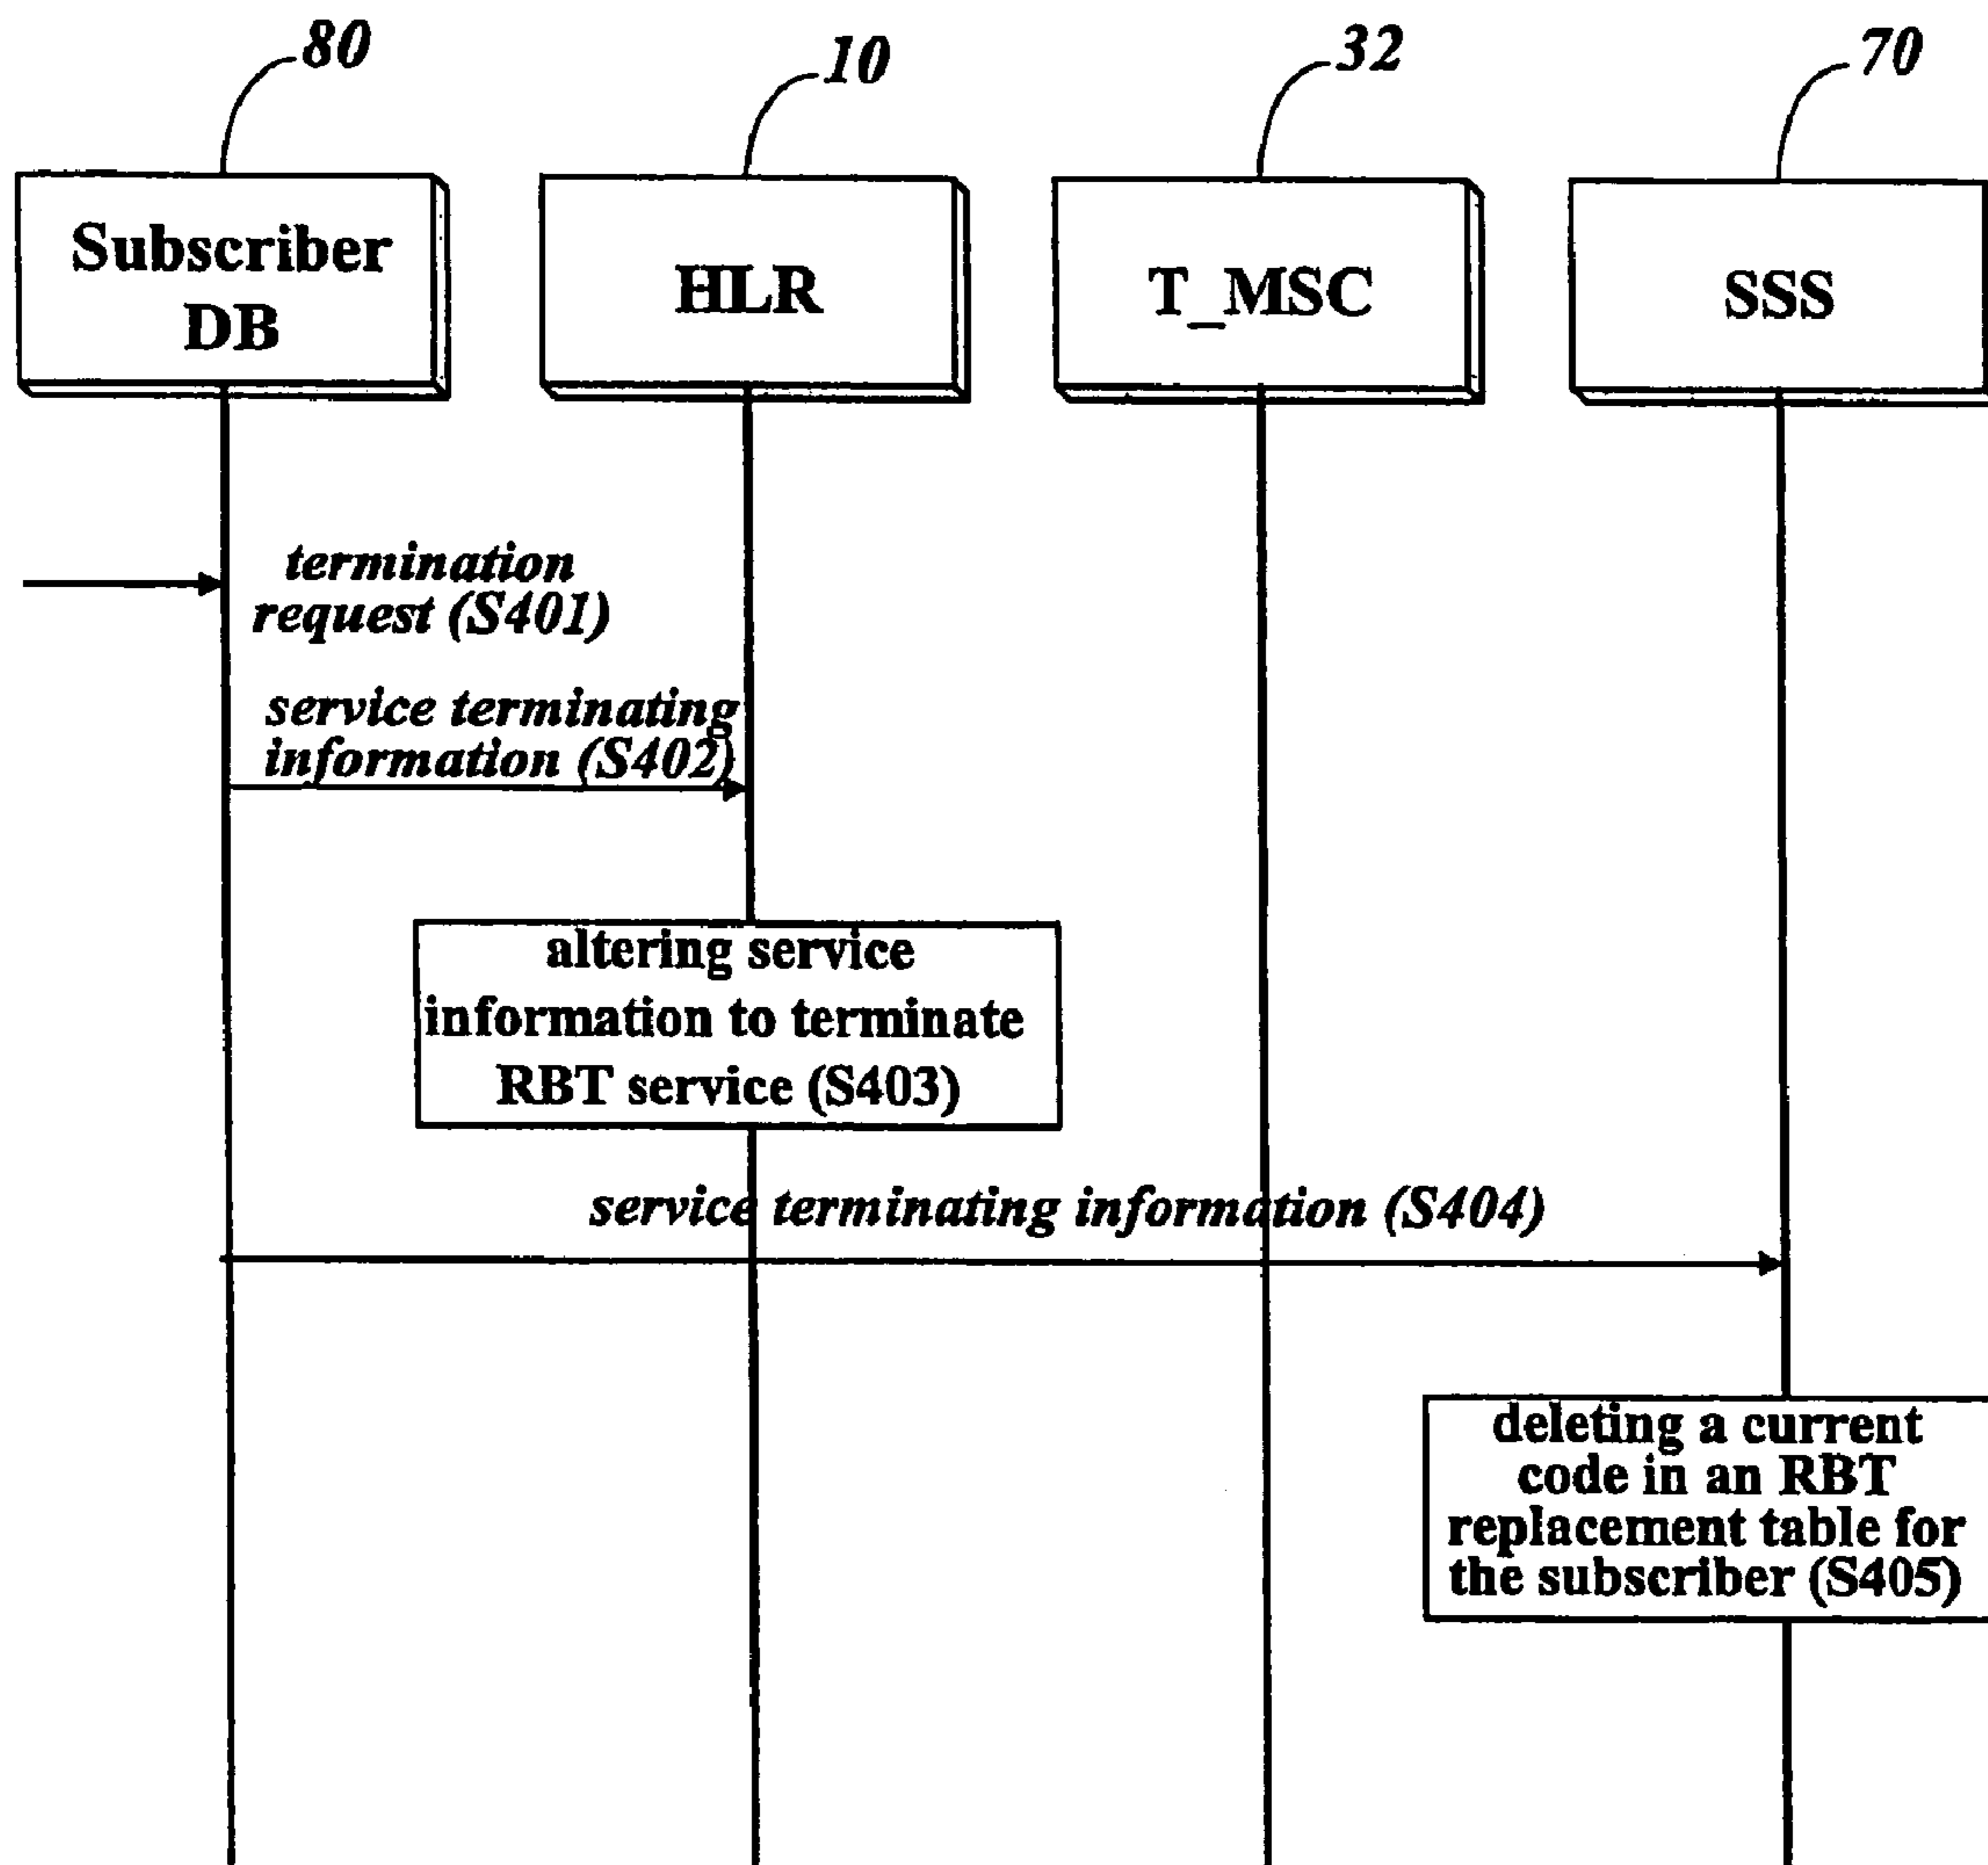 80
10
32
70
Subscriber
DB
HLR
T_MSC
SSS
termination
request (S401)
service terminating
information (S402)
altering service
information to terminate
RBT service (S403)
service terminating information (S404)
deleting a current
code in an RBT
replacement table for
the subscriber (S405)